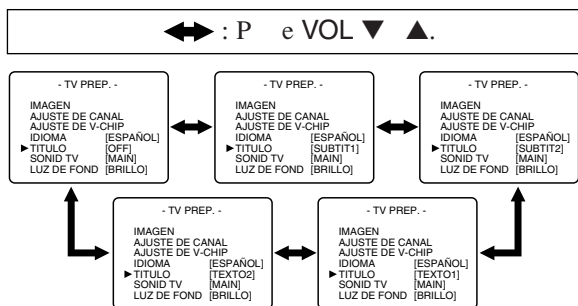 : P e VOL ▼ ▲.
- TV PREP. -
IMAGEN
AJUSTE DE CANAL
AJUSTE DE V-CHIP
IDIOMA [ESPAÑOL]
►TITULO [OFF]
SONID TV [MAIN]
LUZ DE FOND [BRILLO]
- TV PREP. -
IMAGEN
AJUSTE DE CANAL
AJUSTE DE V-CHIP
IDIOMA [ESPAÑOL]
►TITULO [SUBTIT1]
SONID TV [MAIN]
LUZ DE FOND [BRILLO]
- TV PREP. -
IMAGEN
AJUSTE DE CANAL
AJUSTE DE V-CHIP
IDIOMA [ESPAÑOL]
►TITULO [SUBTIT2]
SONID TV [MAIN]
LUZ DE FOND [BRILLO]
- TV PREP. -
IMAGEN
AJUSTE DE CANAL
AJUSTE DE V-CHIP
IDIOMA [ESPAÑOL]
►TITULO [TEXTO2]
SONID TV [MAIN]
LUZ DE FOND [BRILLO]
- TV PREP. -
IMAGEN
AJUSTE DE CANAL
AJUSTE DE V-CHIP
IDIOMA [ESPAÑOL]
►TITULO [TEXTO1]
SONID TV [MAIN]
LUZ DE FOND [BRILLO]